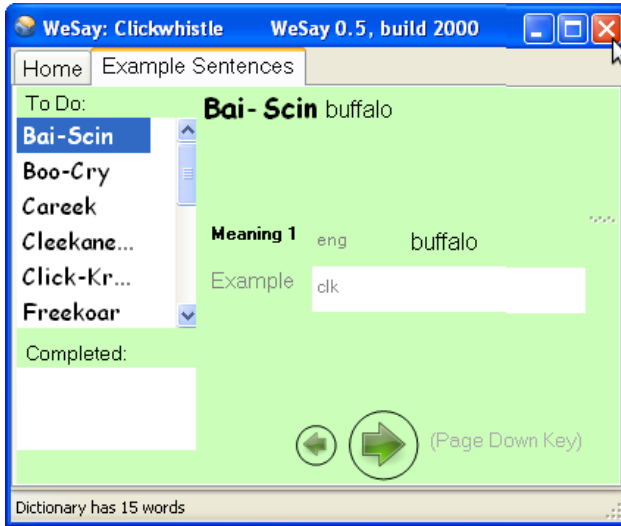 WeSay: Clickwhistle WeSay 0.5, build 2000
Home Example Sentences
To Do:
Bai-Scin
Boo-Cry
Careek
Cleekane...
Click-Kr...
Freekoar
Completed:
Bai- Scin buffalo
Meaning 1 eng buffalo
Example clk
(Page Down Key)
Dictionary has 15 words